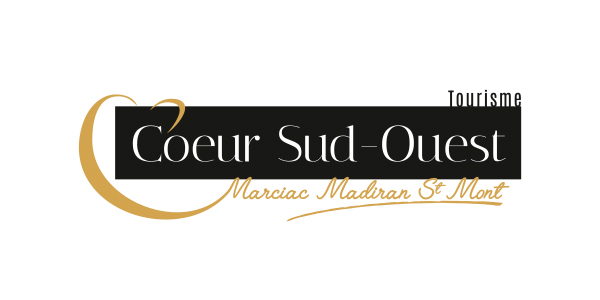 Tourisme
Coeur Sud-Ouest
Marciac Madiran St Mont